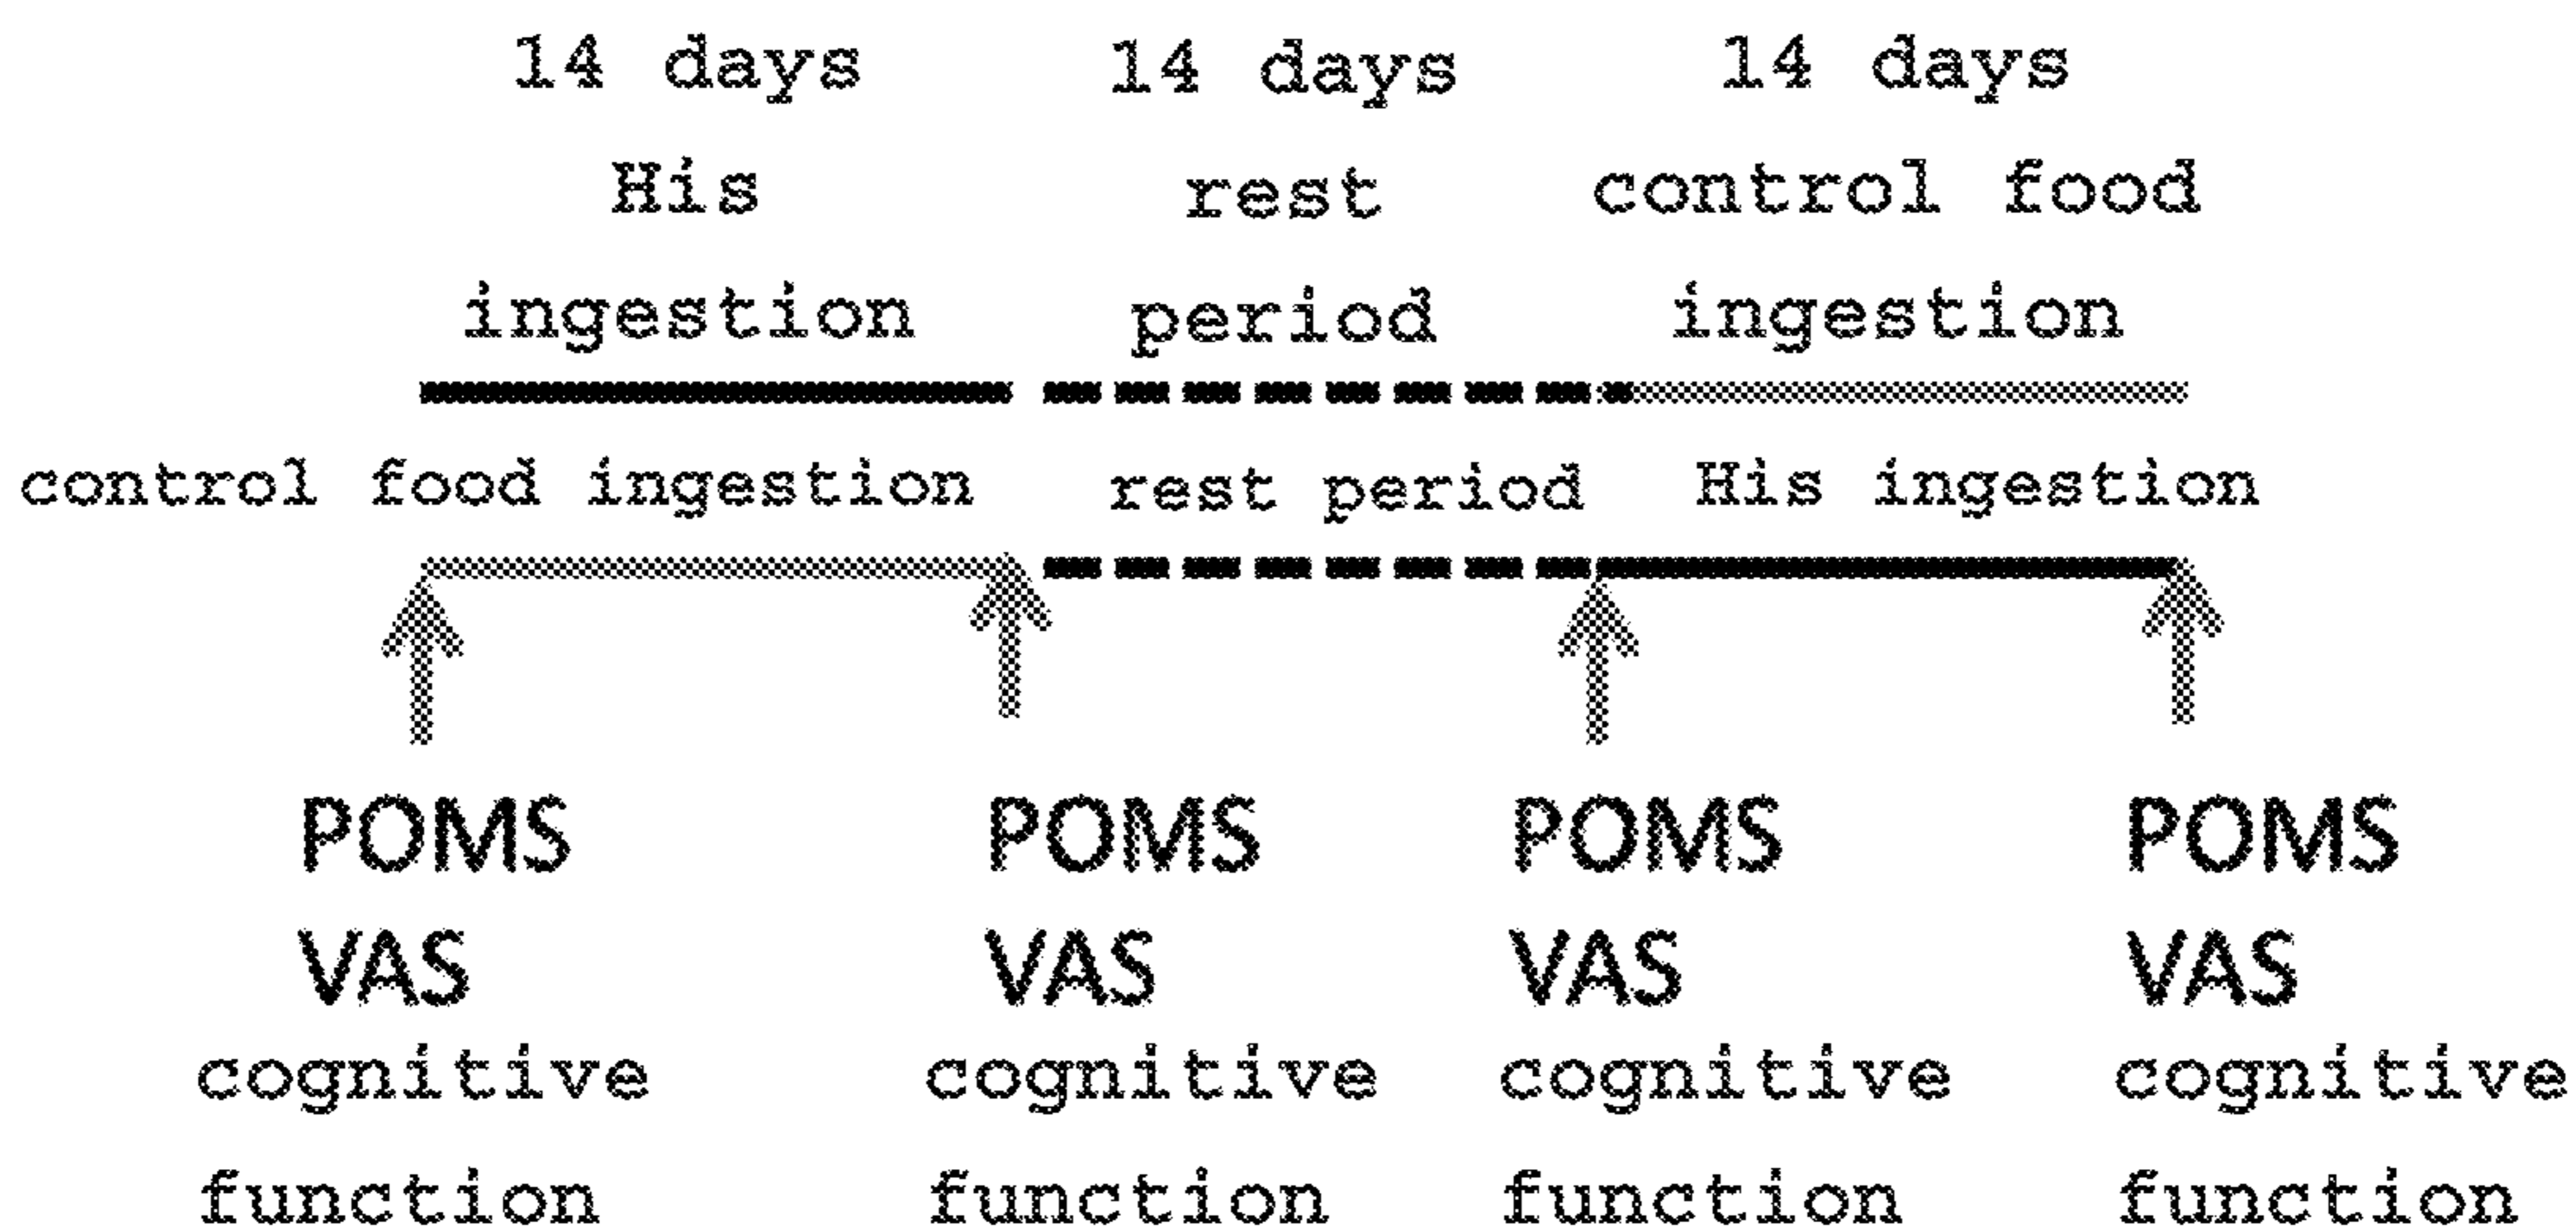 14 days 14 days 14 days
His rest control food
ingestion period ingestion
control food ingestion rest period His ingestion
POMS POMS POMS POMS
VAS VAS VAS VAS
cognitive cognitive cognitive cognitive
function function function function